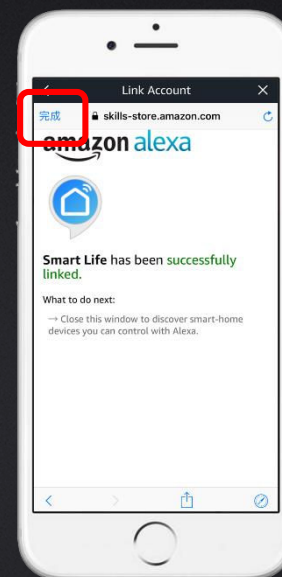 Link Account
完成 skills-store.amazon.com
amazon alexa
Smart Life has been successfully
linked.
What to do next:
→ Close this window to discover smart-home
devices you can control with Alexa.